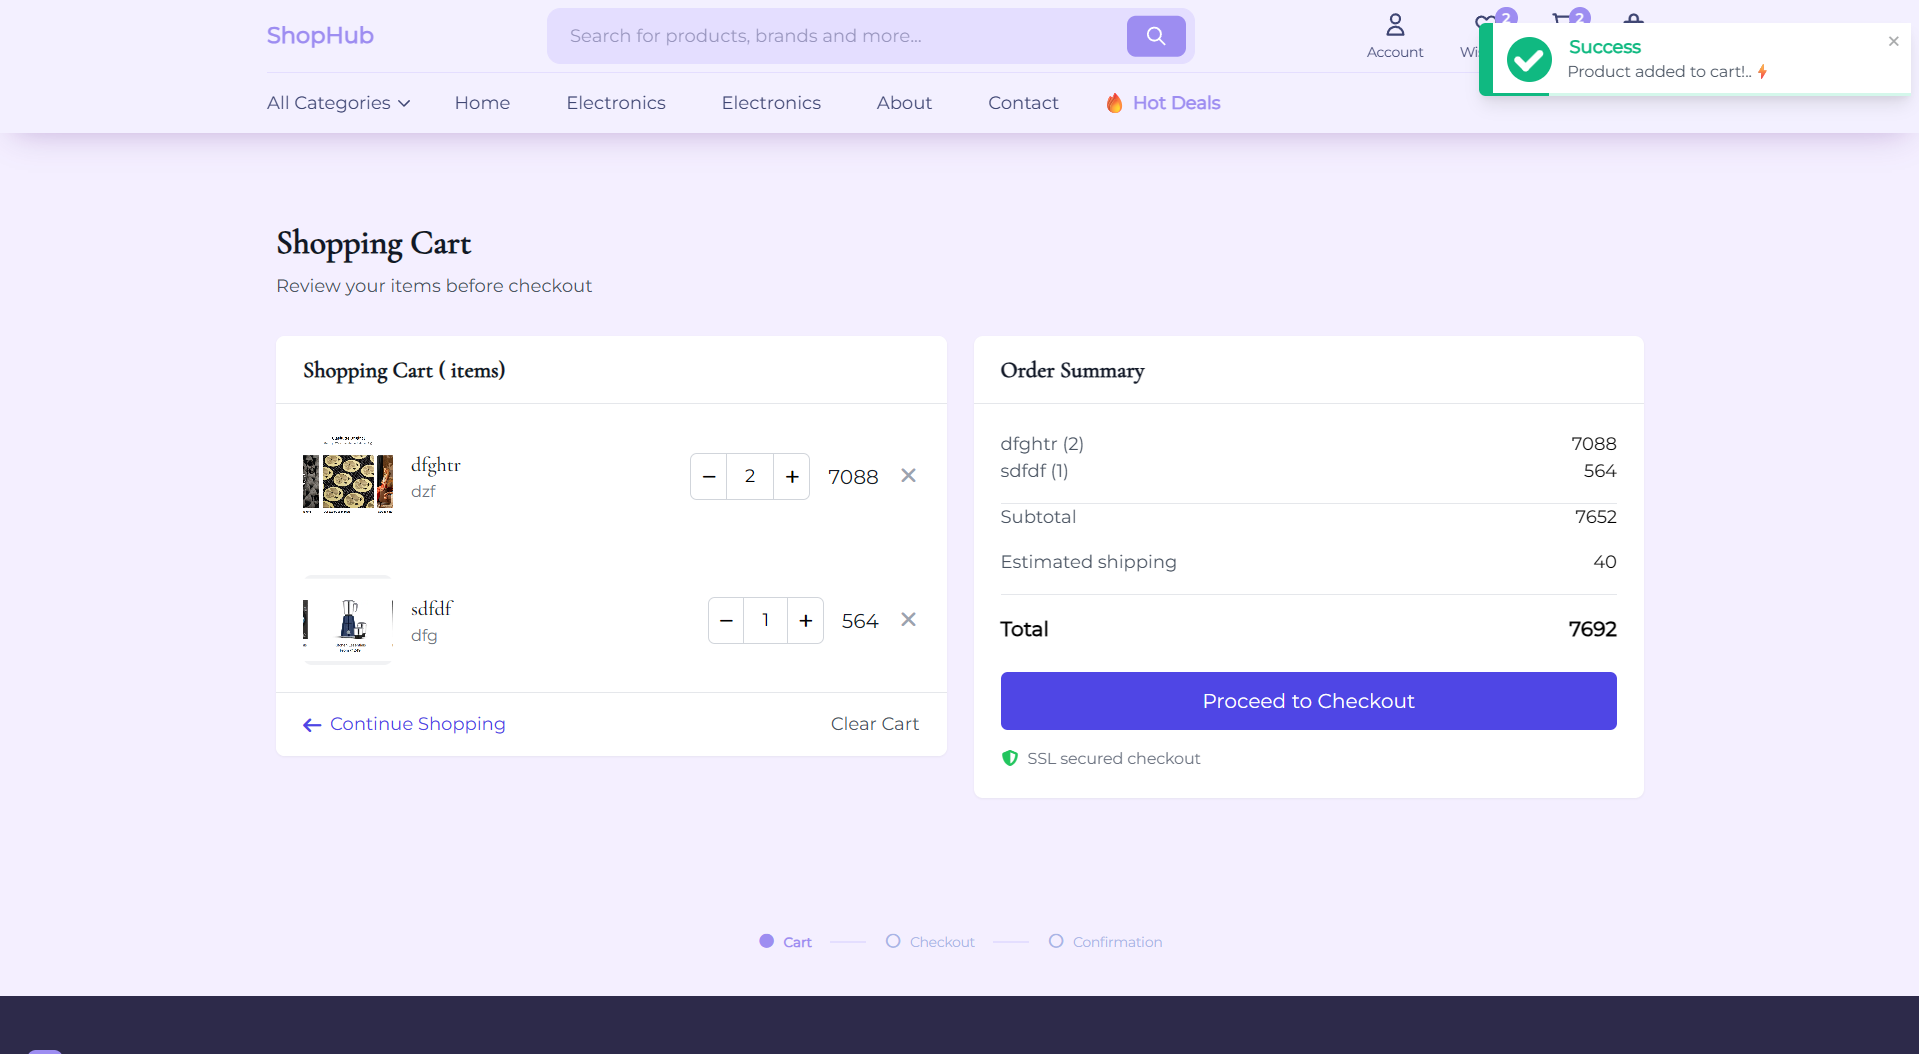 ShopHub
Search for products, brands and more...
Account
2
2
Success
Product added to cart!..
All Categories
Home
Electronics
Electronics
About
Contact
Hot Deals
Shopping Cart
Review your items before checkout
Shopping Cart ( items)
dfghtr
dzf
2
7088
sdfdf
dfg
1
564
Continue Shopping
Clear Cart
Order Summary
dfghtr (2) 7088
sdfdf (1) 564
Subtotal 7652
Estimated shipping 40
Total 7692
Proceed to Checkout
SSL secured checkout
Cart
Checkout
Confirmation